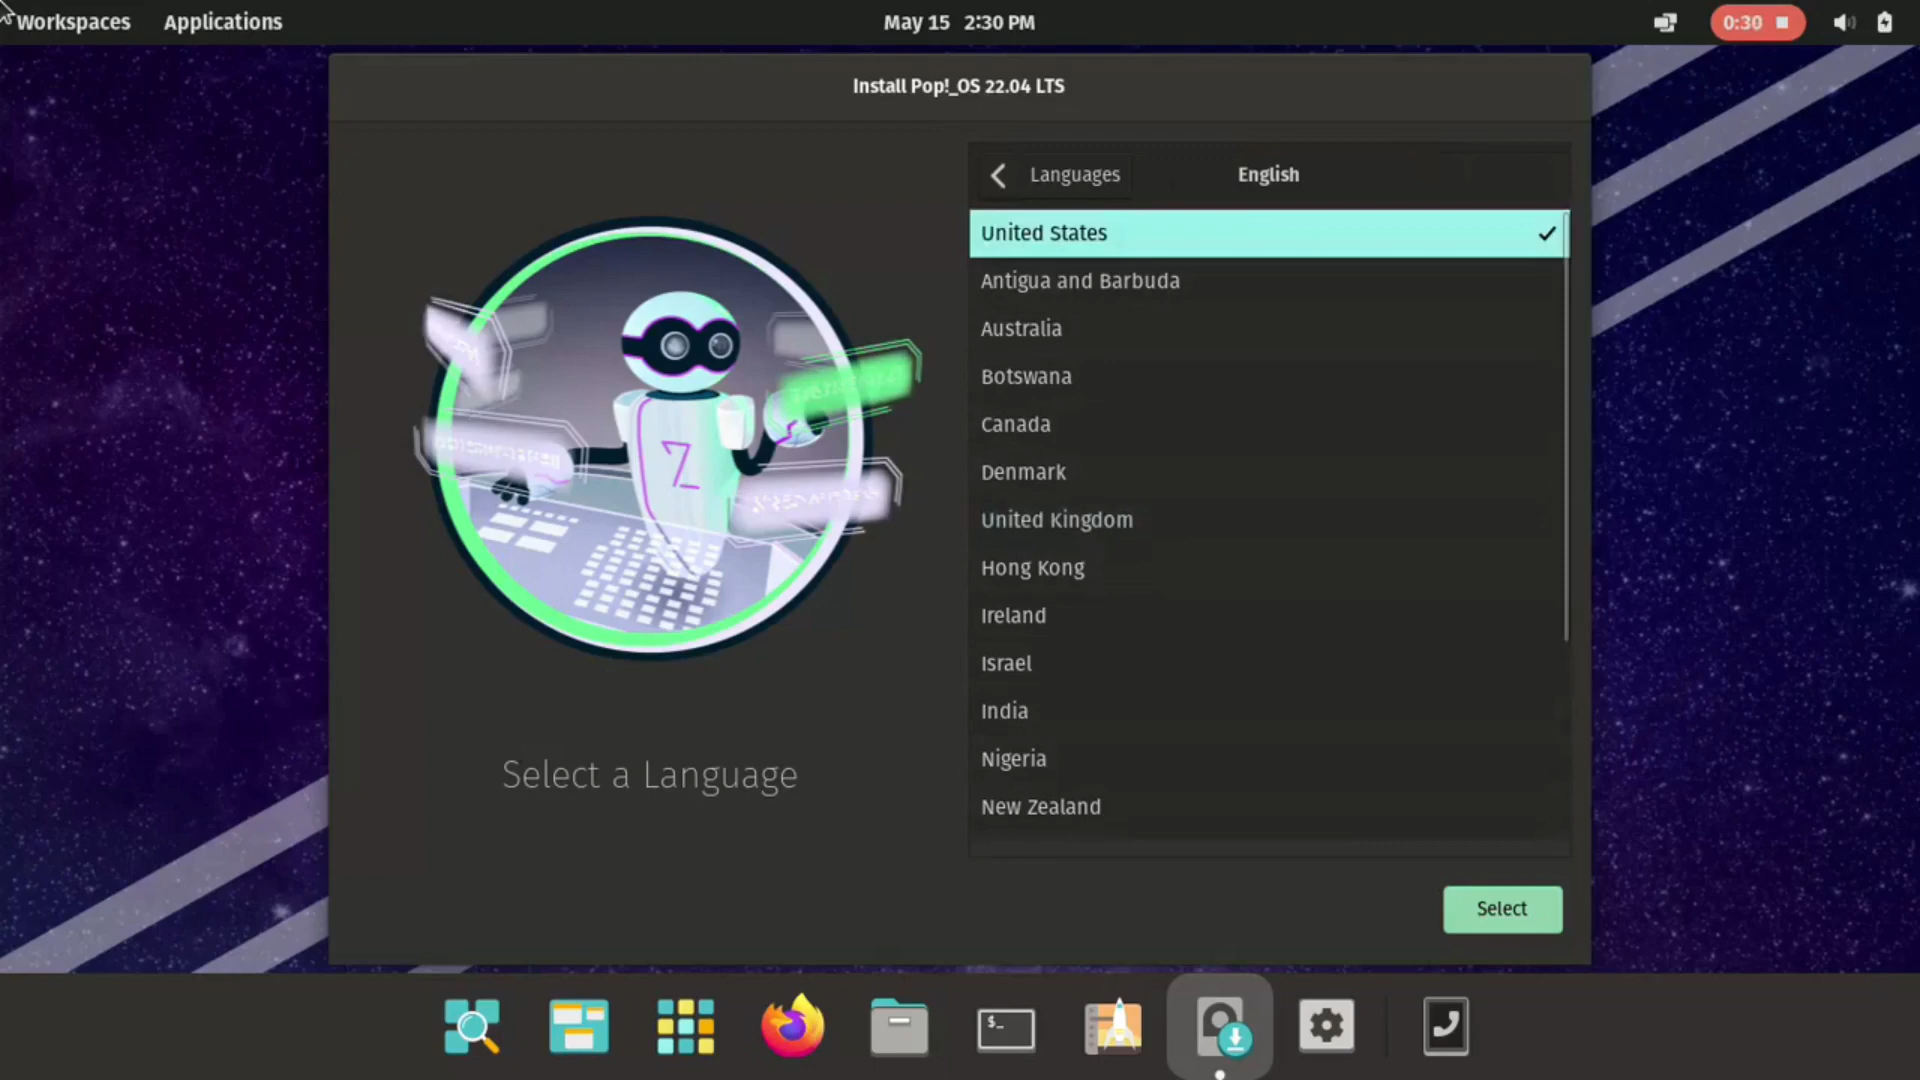 Workspaces Applications May 15 2:30 PM 0:30
Install Pop!_OS 22.04 LTS
Languages English
United States
Antigua and Barbuda
Australia
Botswana
Canada
Denmark
United Kingdom
Hong Kong
Ireland
Israel
India
Nigeria
New Zealand
Z
Select a Language
Select
$_